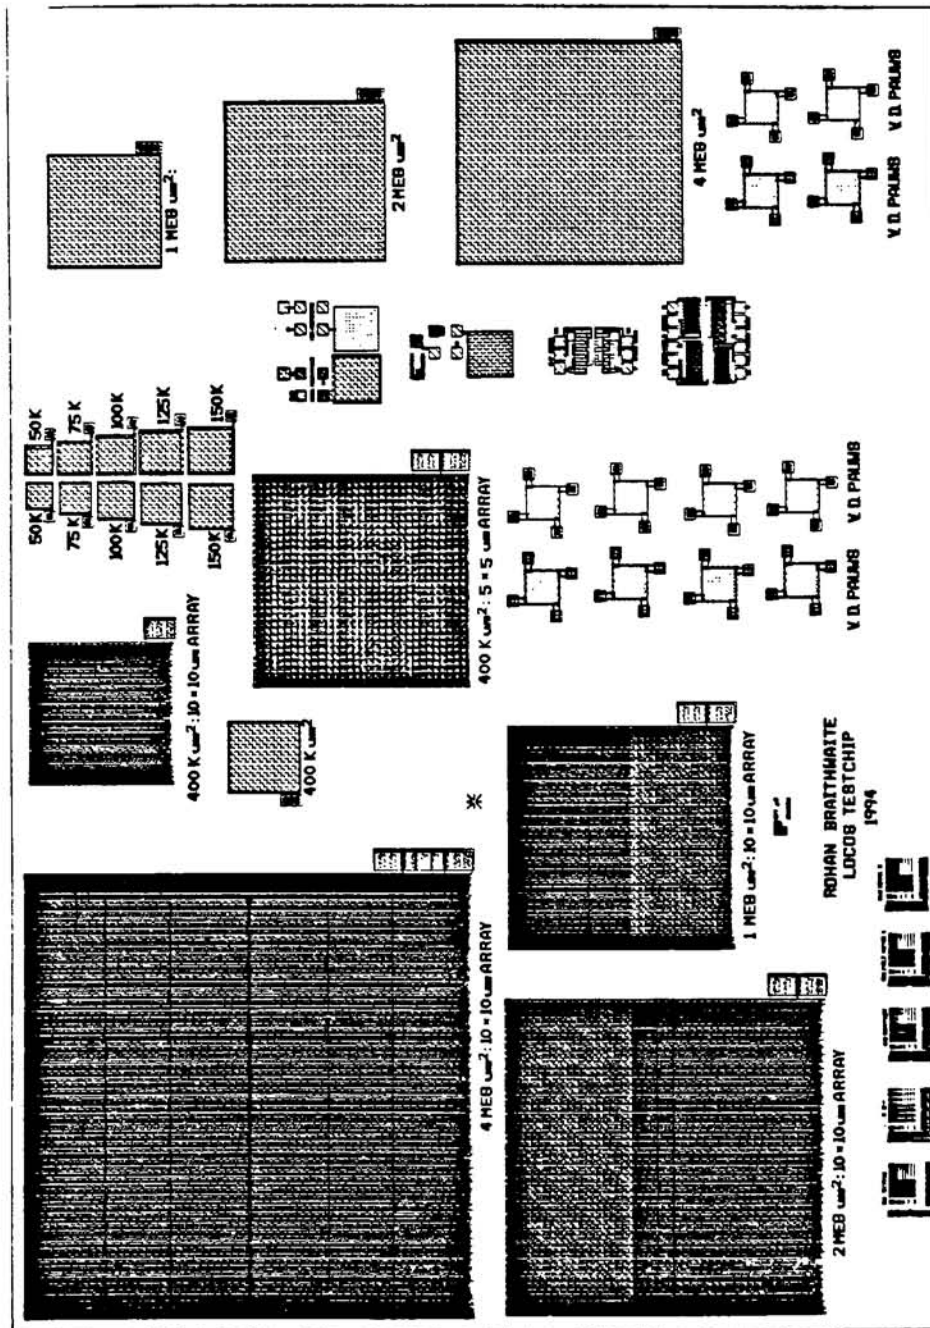 50K 50K
75K 75K
100K 100K
125K 125K
150K 150K
1 MEG um²:
400 K um²: 10 x 10 um ARRAY
400 K um²
2 MEG um²
4 MEG um²: 10 x 10 um ARRAY
400 K um²: 5 x 5 um ARRAY
4 MEG um²
1 MEG um²: 10 x 10 um ARRAY
2 MEG um²: 10 x 10 um ARRAY
ROHAN BRAITHWAITE
LOCOS TESTCHIP
1994
V.D. PAUWS V.D. PAUWS
V.D. PAUWS V.D. PAUWS